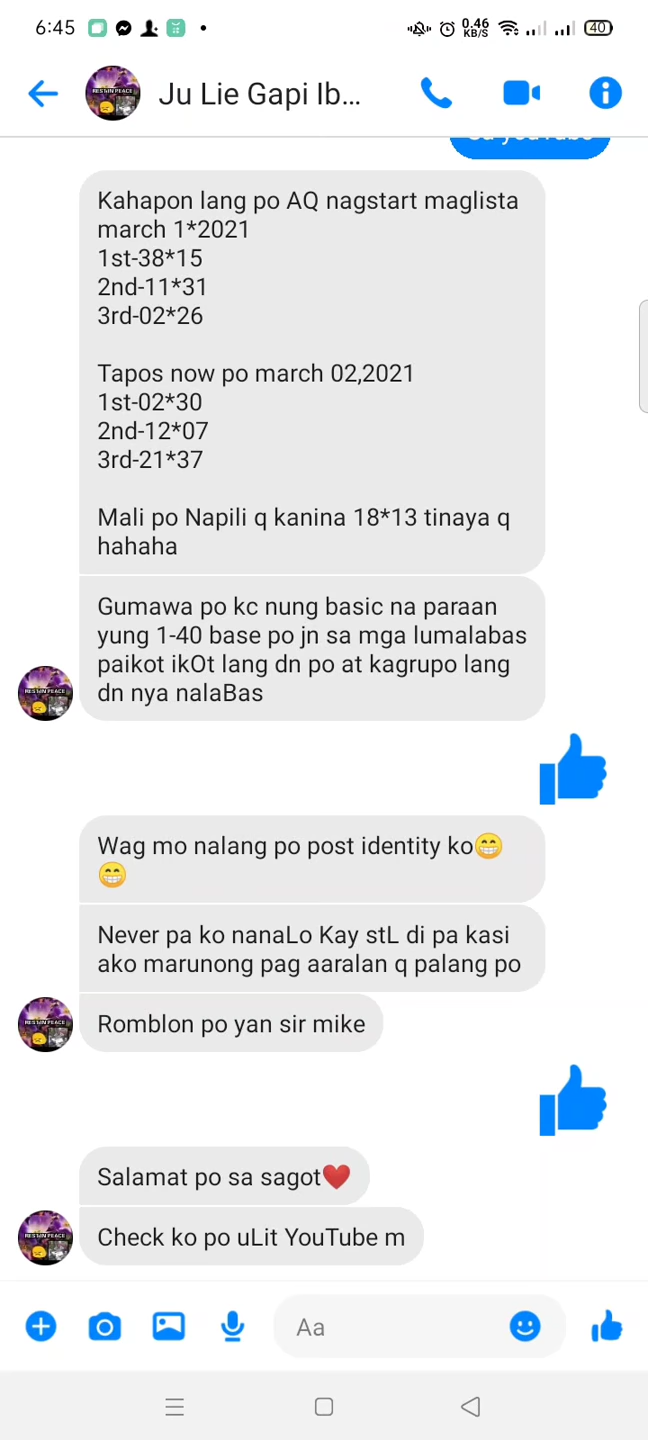 6:45
0.46
KB/S
40
Ju Lie Gapi Ib...
Kahapon lang po AQ nagstart maglista
march 1*2021
1st-38*15
2nd-11*31
3rd-02*26
Tapos now po march 02,2021
1st-02*30
2nd-12*07
3rd-21*37
Mali po Napili q kanina 18*13 tinaya q
hahaha
Gumawa po kc nung basic na paraan
yung 1-40 base po jn sa mga lumalabas
paikot ikOt lang dn po at kagrupo lang
dn nya nalaBas
Wag mo nalang po post identity ko😁
😁
Never pa ko nanaLo Kay stL di pa kasi
ako marunong pag aaralan q palang po
Romblon po yan sir mike
Salamat po sa sagot❤️
Check ko po uLit YouTube m
Aa